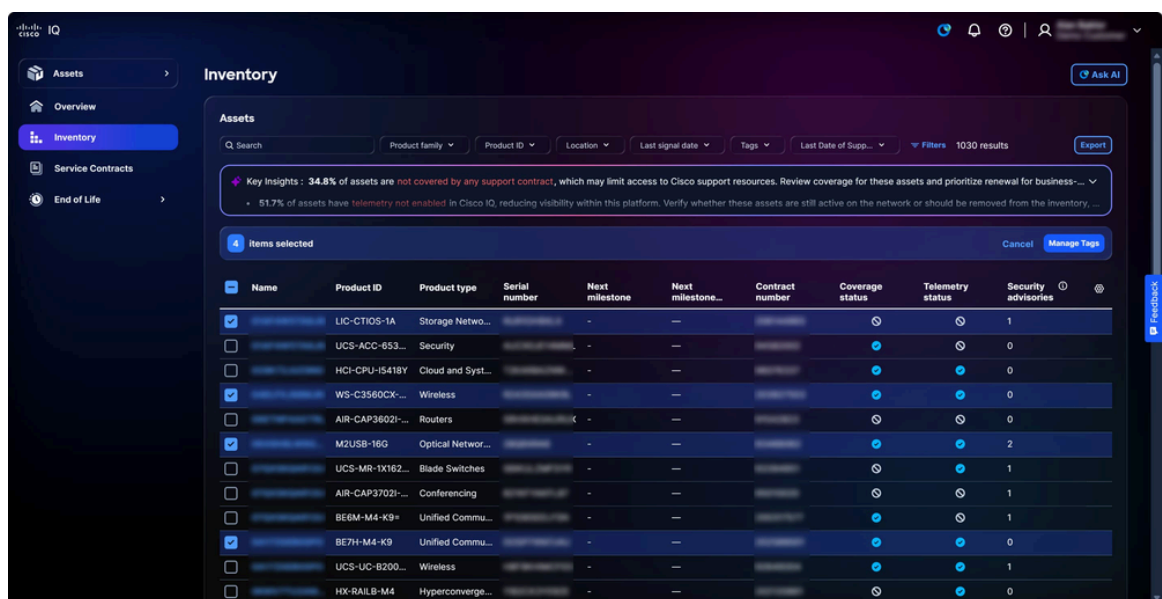 cisco IQ
Assets
Overview
Inventory
Service Contracts
End of Life
Inventory
Ask AI
Assets
Search
Product family
Product ID
Location
Last signal date
Tags
Last Date of Supp...
Filters
1030 results
Export
Key Insights : 34.8% of assets are not covered by any support contract, which may limit access to Cisco support resources. Review coverage for these assets and prioritize renewal for business-...
• 51.7% of assets have telemetry not enabled in Cisco IQ, reducing visibility within this platform. Verify whether these assets are still active on the network or should be removed from the inventory, ...
4 items selected
Cancel
Manage Tags
Name Product ID Product type Serial number Next milestone Next milestone... Contract number Coverage status Telemetry status Security advisories
LIC-CTIOS-1A Storage Netwo... - — 1
UCS-ACC-653... Security - — 0
HCI-CPU-I5418Y Cloud and Syst... - — 0
WS-C3560CX-... Wireless - — 0
AIR-CAP3602I-... Routers - — 0
M2USB-16G Optical Networ... - — 2
UCS-MR-1X162... Blade Switches - — 1
AIR-CAP3702I-... Conferencing - — 1
BE6M-M4-K9= Unified Commu... - — 1
BE7H-M4-K9 Unified Commu... - — 0
UCS-UC-B200... Wireless - — 1
HX-RAILB-M4 Hyperconverge... - — 0
Feedback